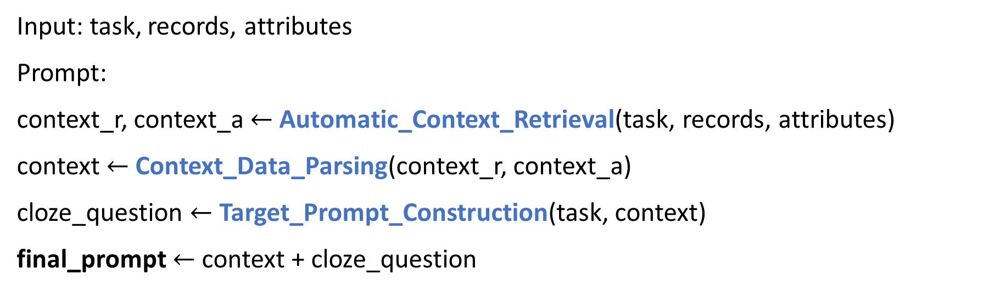 Input: task, records, attributes
Prompt:
context_r, context_a ← Automatic_Context_Retrieval(task, records, attributes)
context ← Context_Data_Parsing(context_r, context_a)
cloze_question ← Target_Prompt_Construction(task, context)
final_prompt ← context + cloze_question